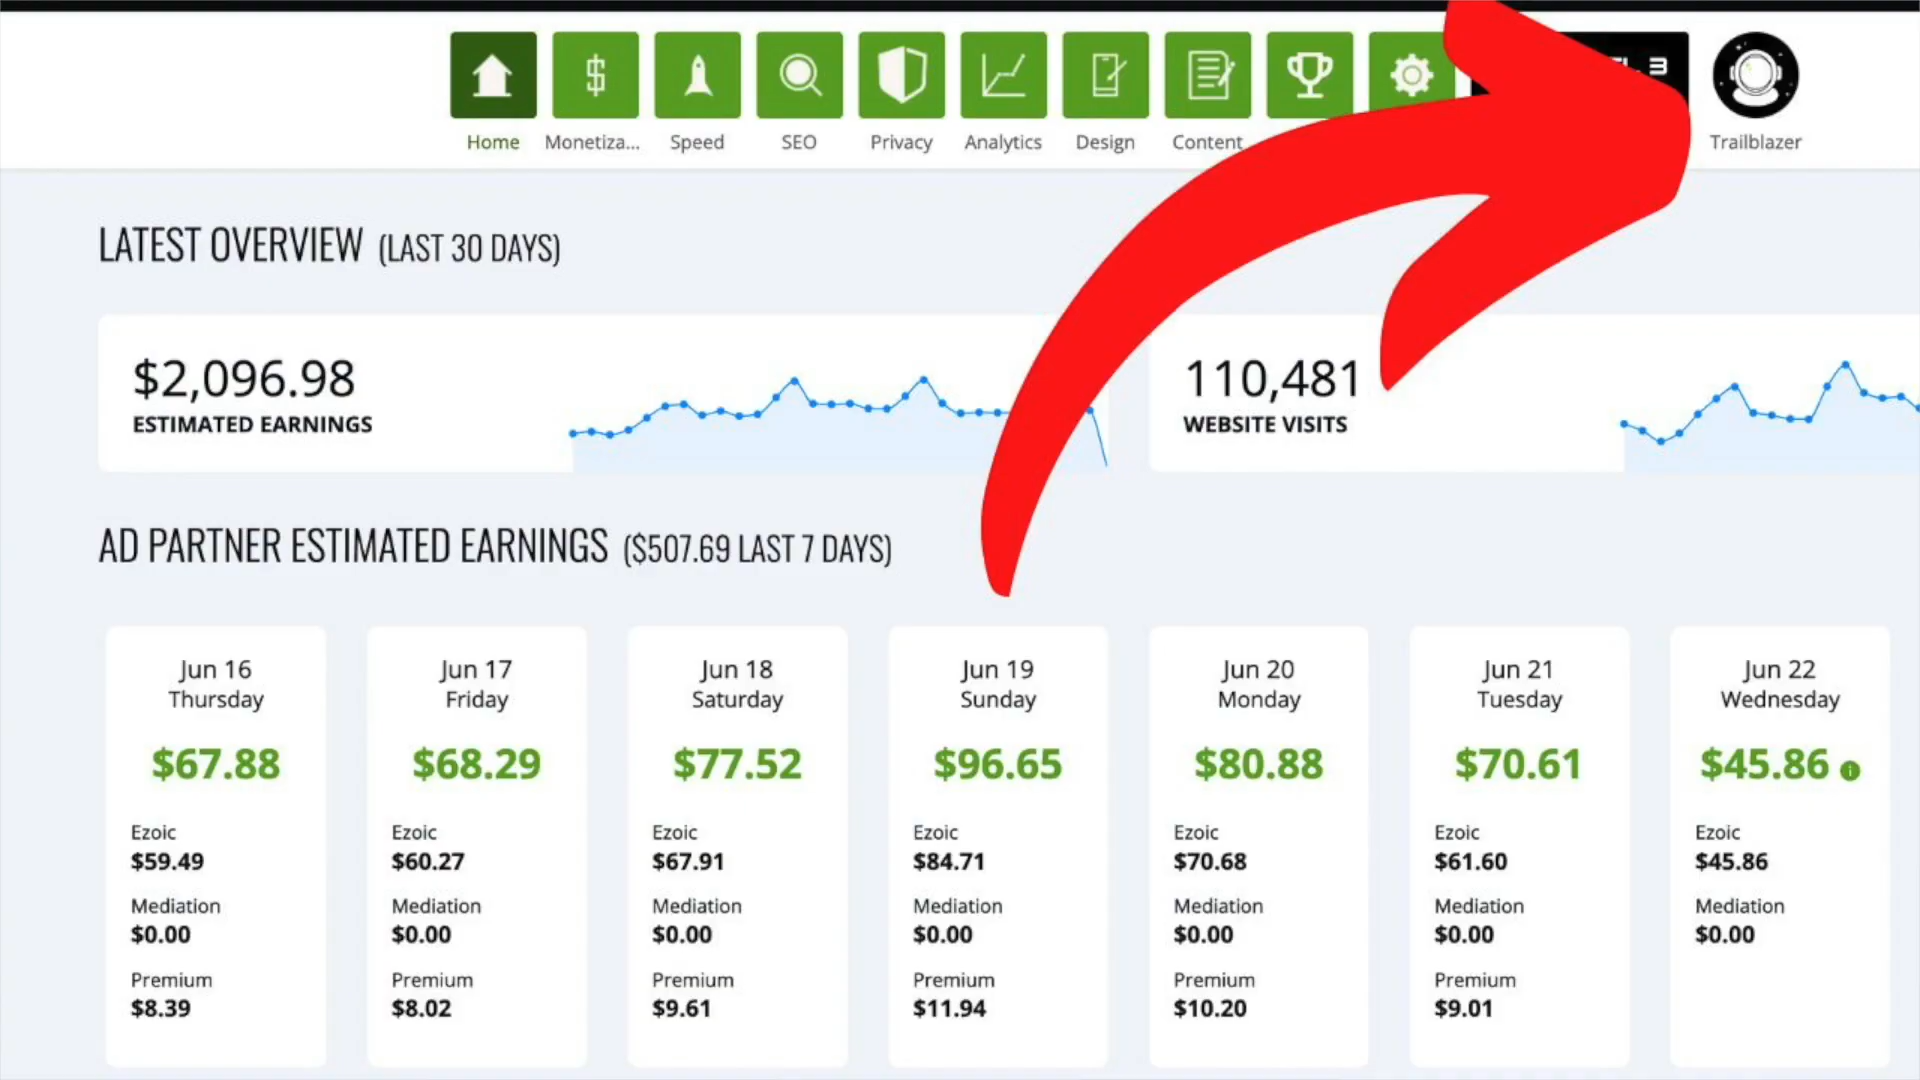 L 3
Home Monetiza... Speed SEO Privacy Analytics Design Content Trailblazer
LATEST OVERVIEW (LAST 30 DAYS)
$2,096.98
ESTIMATED EARNINGS
110,481
WEBSITE VISITS
AD PARTNER ESTIMATED EARNINGS ($507.69 LAST 7 DAYS)
Jun 16
Thursday
$67.88
Ezoic
$59.49
Mediation
$0.00
Premium
$8.39
Jun 17
Friday
$68.29
Ezoic
$60.27
Mediation
$0.00
Premium
$8.02
Jun 18
Saturday
$77.52
Ezoic
$67.91
Mediation
$0.00
Premium
$9.61
Jun 19
Sunday
$96.65
Ezoic
$84.71
Mediation
$0.00
Premium
$11.94
Jun 20
Monday
$80.88
Ezoic
$70.68
Mediation
$0.00
Premium
$10.20
Jun 21
Tuesday
$70.61
Ezoic
$61.60
Mediation
$0.00
Premium
$9.01
Jun 22
Wednesday
$45.86
Ezoic
$45.86
Mediation
$0.00